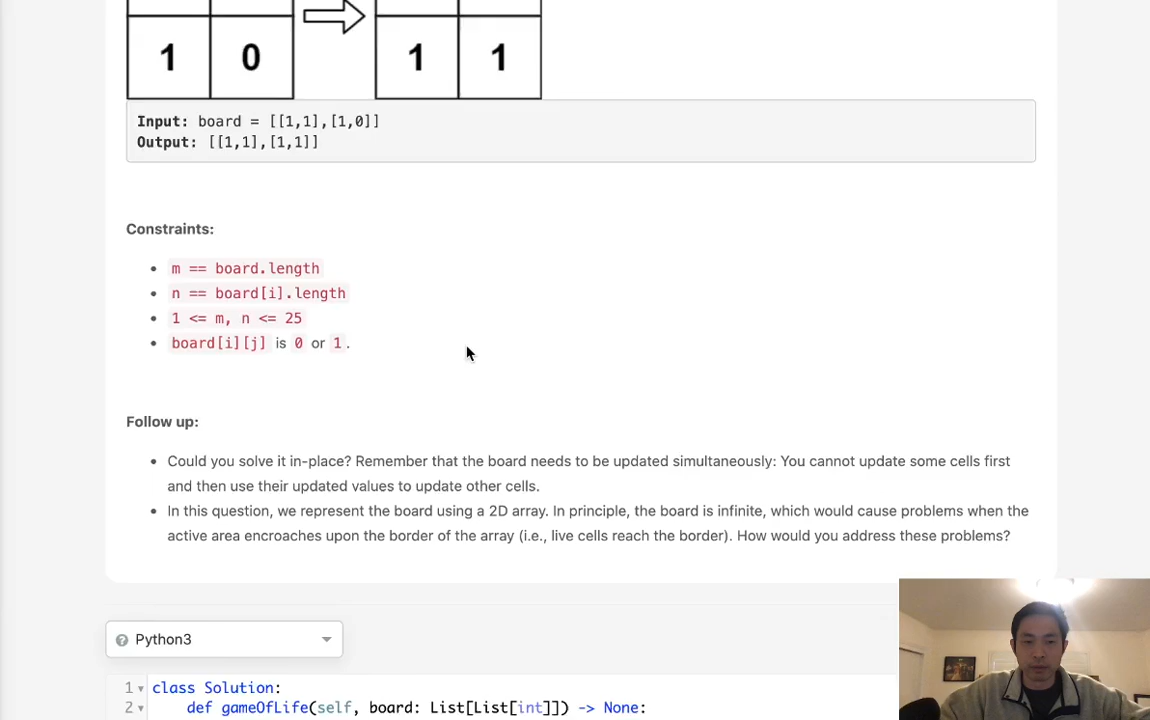 1 0 1 1
Input: board = [[1,1],[1,0]]
Output: [[1,1],[1,1]]
Constraints:
m == board.length
n == board[i].length
1 <= m, n <= 25
board[i][j] is 0 or 1.
Follow up:
Could you solve it in-place? Remember that the board needs to be updated simultaneously: You cannot update some cells first
and then use their updated values to update other cells.
In this question, we represent the board using a 2D array. In principle, the board is infinite, which would cause problems when the
active area encroaches upon the border of the array (i.e., live cells reach the border). How would you address these problems?
? Python3
1 class Solution:
2 def gameOfLife(self, board: List[List[int]]) -> None: